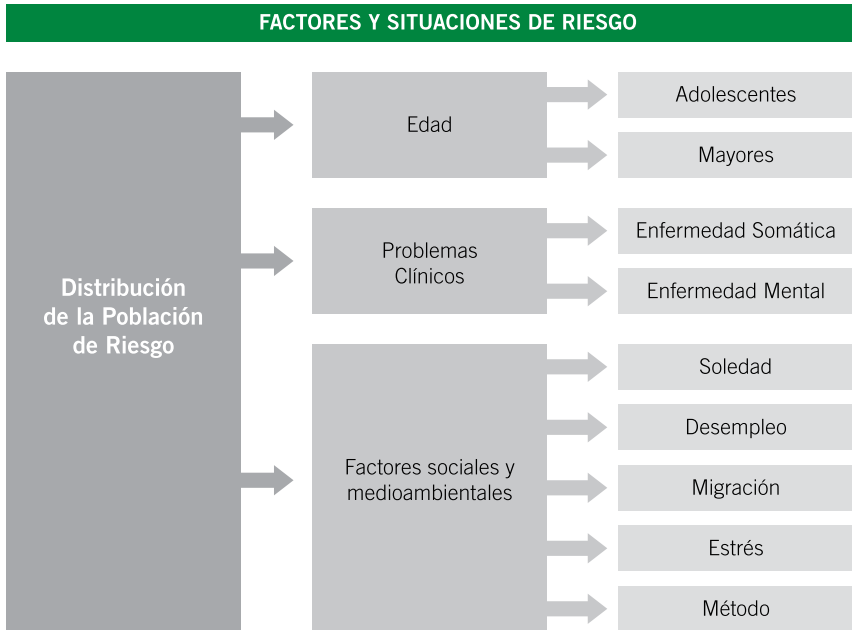 FACTORES Y SITUACIONES DE RIESGO
Distribución
de la Población
de Riesgo
Edad
Adolescentes
Mayores
Problemas
Clínicos
Enfermedad Somática
Enfermedad Mental
Factores sociales y
medioambientales
Soledad
Desempleo
Migración
Estrés
Método